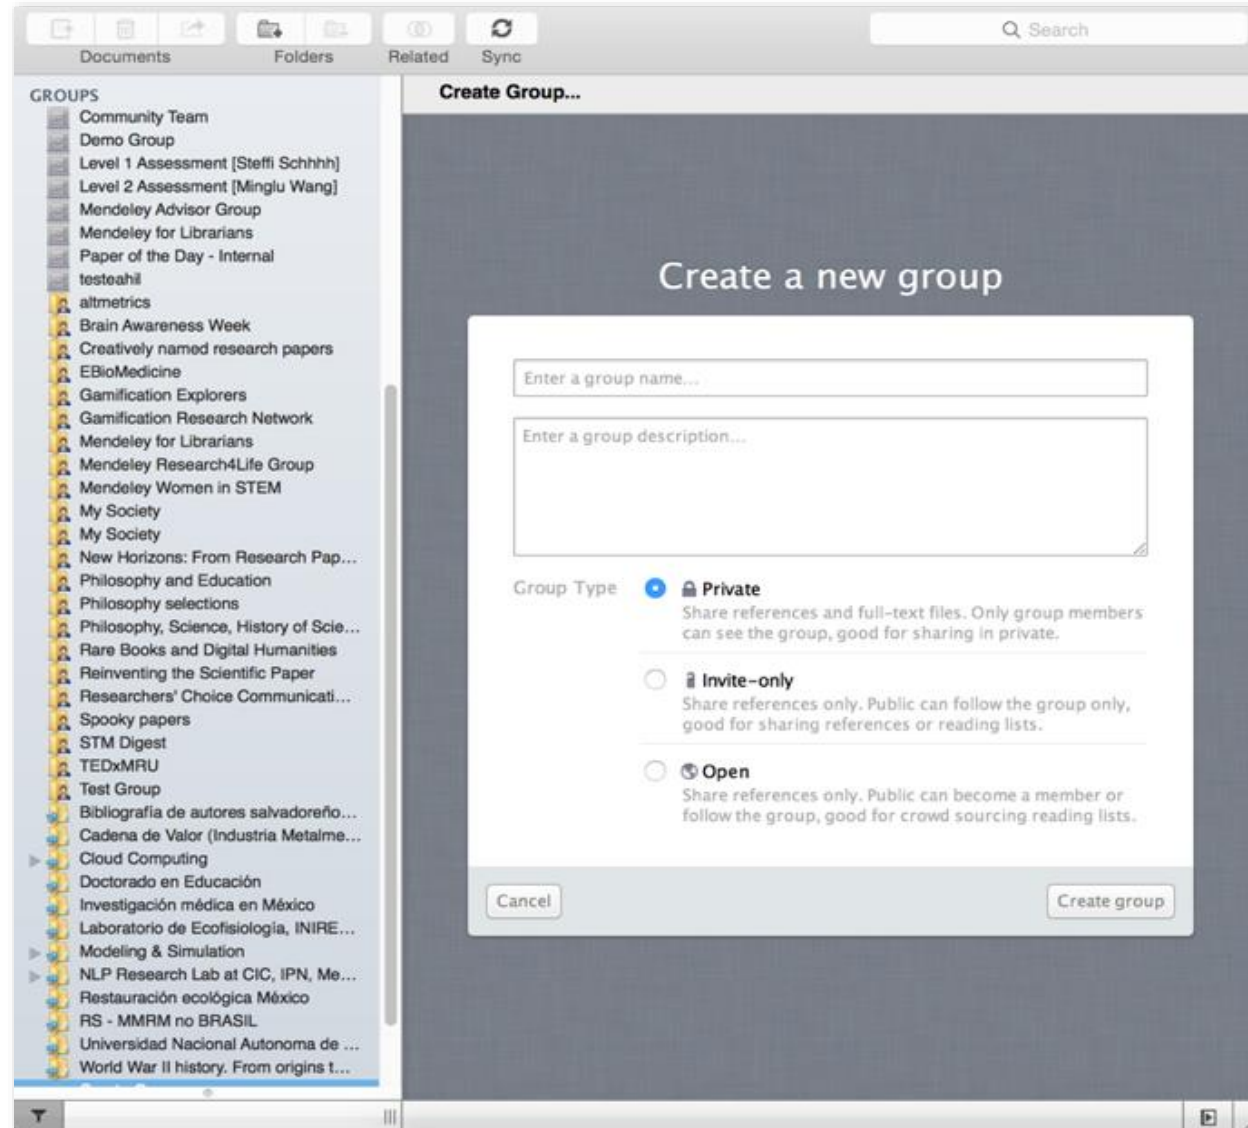 Documents
Folders
Related
Sync
Search
GROUPS
Community Team
Demo Group
Level 1 Assessment [Steffi Schhhh]
Level 2 Assessment [Minglu Wang]
Mendeley Advisor Group
Mendeley for Librarians
Paper of the Day - Internal
testeahil
altmetrics
Brain Awareness Week
Creatively named research papers
EBioMedicine
Gamification Explorers
Gamification Research Network
Mendeley for Librarians
Mendeley Research4Life Group
Mendeley Women in STEM
My Society
My Society
New Horizons: From Research Pap...
Philosophy and Education
Philosophy selections
Philosophy, Science, History of Scie...
Rare Books and Digital Humanities
Reinventing the Scientific Paper
Researchers' Choice Communicati...
Spooky papers
STM Digest
TEDxMRU
Test Group
Bibliografía de autores salvadoreño...
Cadena de Valor (Industria Metalme...
Cloud Computing
Doctorado en Educación
Investigación médica en México
Laboratorio de Ecofisiología, INIRE...
Modeling & Simulation
NLP Research Lab at CIC, IPN, Me...
Restauración ecológica México
RS - MMRM no BRASIL
Universidad Nacional Autonoma de ...
World War II history. From origins t...
Create Group...
Create a new group
Enter a group name...
Enter a group description...
Group Type
Private
Share references and full-text files. Only group members
can see the group, good for sharing in private.
Invite-only
Share references only. Public can follow the group only,
good for sharing references or reading lists.
Open
Share references only. Public can become a member or
follow the group, good for crowd sourcing reading lists.
Cancel
Create group